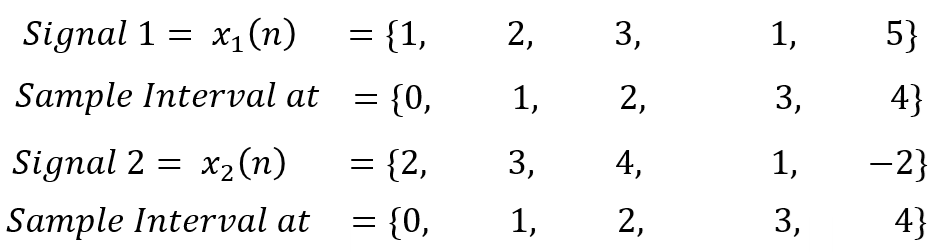 Signal 1 = x₁(n) = {1, 2, 3, 1, 5}
Sample Interval at = {0, 1, 2, 3, 4}
Signal 2 = x₂(n) = {2, 3, 4, 1, −2}
Sample Interval at = {0, 1, 2, 3, 4}